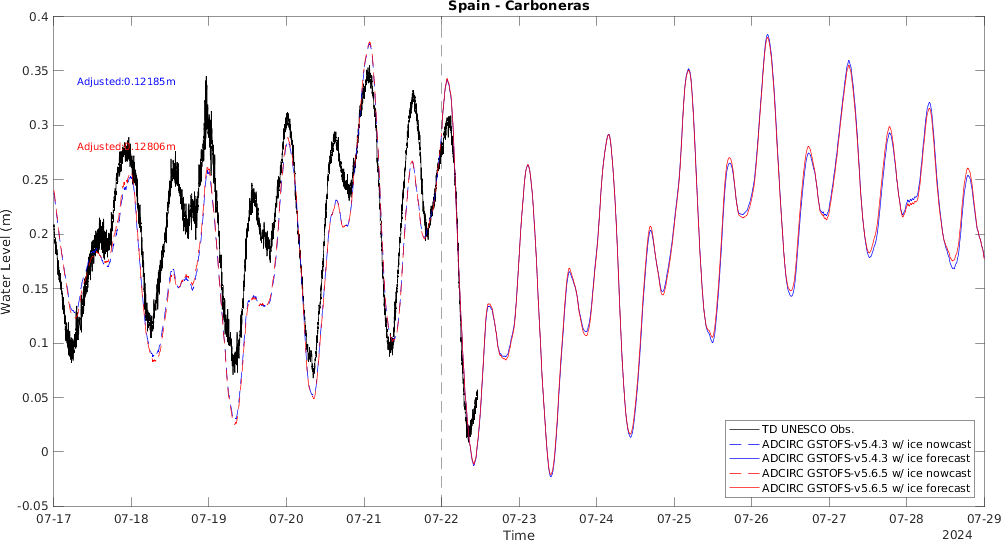 Spain - Carboneras
0.4
0.35
0.3
0.25
0.2
0.15
0.1
0.05
0
-0.05
Water Level (m)
Adjusted:0.12185m
Adjusted:0.12806m
TD UNESCO Obs.
ADCIRC GSTOFS-v5.4.3 w/ ice nowcast
ADCIRC GSTOFS-v5.4.3 w/ ice forecast
ADCIRC GSTOFS-v5.6.5 w/ ice nowcast
ADCIRC GSTOFS-v5.6.5 w/ ice forecast
07-17 07-18 07-19 07-20 07-21 07-22 07-23 07-24 07-25 07-26 07-27 07-28 07-29
Time
2024